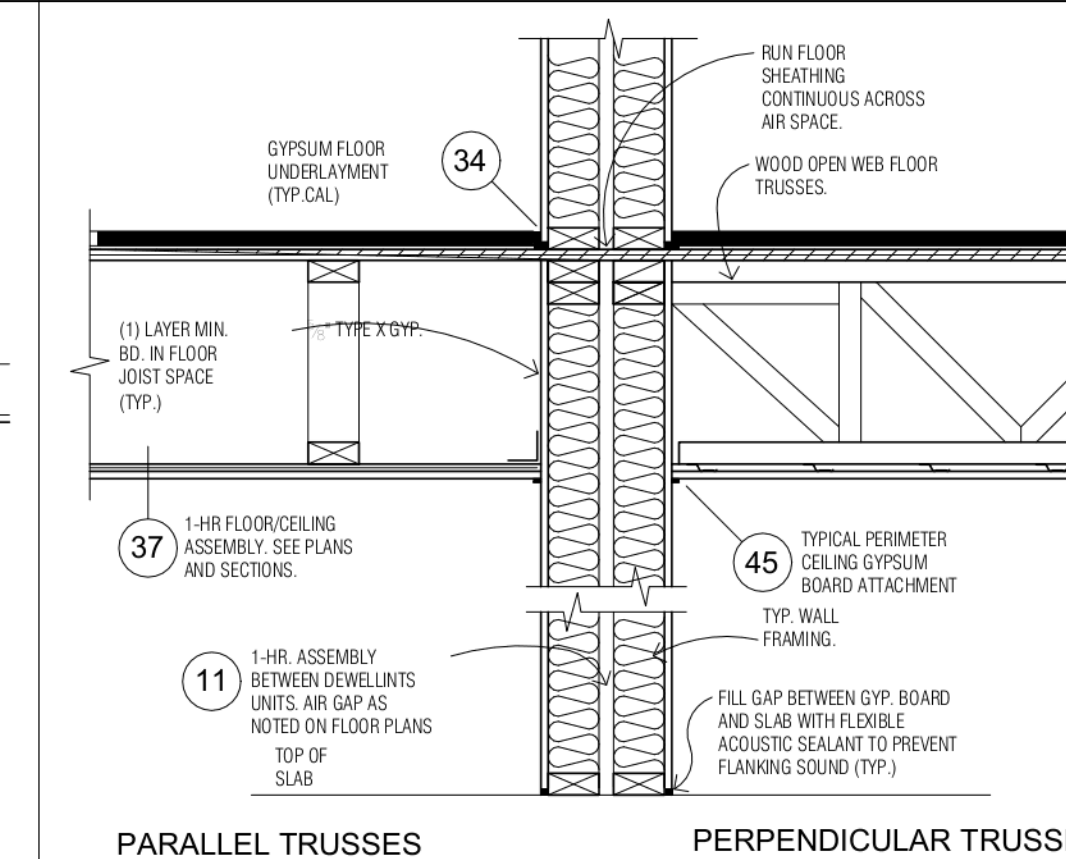 RUN FLOOR
SHEATHING
CONTINUOUS ACROSS
AIR SPACE.
GYPSUM FLOOR
UNDERLAYMENT
(TYP.CAL)
34
WOOD OPEN WEB FLOOR
TRUSSES.
(1) LAYER MIN.
5/8" TYPE X GYP.
BD. IN FLOOR
JOIST SPACE
(TYP.)
37
1-HR FLOOR/CEILING
ASSEMBLY. SEE PLANS
AND SECTIONS.
45
TYPICAL PERIMETER
CEILING GYPSUM
BOARD ATTACHMENT
TYP. WALL
FRAMING.
11
1-HR. ASSEMBLY
BETWEEN DEWELLINTS
UNITS. AIR GAP AS
NOTED ON FLOOR PLANS
TOP OF
SLAB
FILL GAP BETWEEN GYP. BOARD
AND SLAB WITH FLEXIBLE
ACOUSTIC SEALANT TO PREVENT
FLANKING SOUND (TYP.)
PARALLEL TRUSSES
PERPENDICULAR